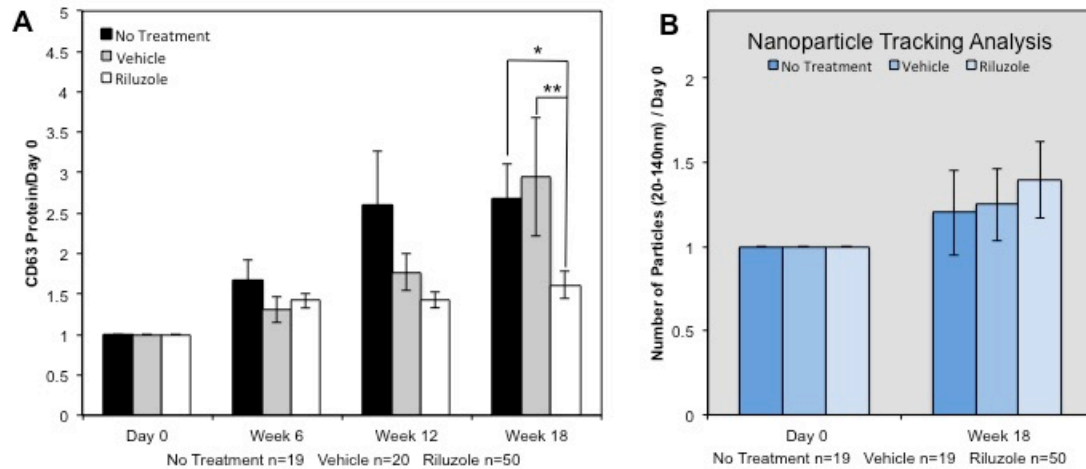 A
No Treatment
Vehicle
Riluzole
CD63 Protein/Day 0
5
4.5
4
3.5
3
2.5
2
1.5
1
0.5
0
*
**
Day 0 Week 6 Week 12 Week 18
No Treatment n=19 Vehicle n=20 Riluzole n=50
B
Nanoparticle Tracking Analysis
No Treatment Vehicle Riluzole
Number of Particles (20-140nm) / Day 0
2
1.5
1
0.5
0
Day 0 Week 18
No Treatment n=19 Vehicle n=19 Riluzole n=50